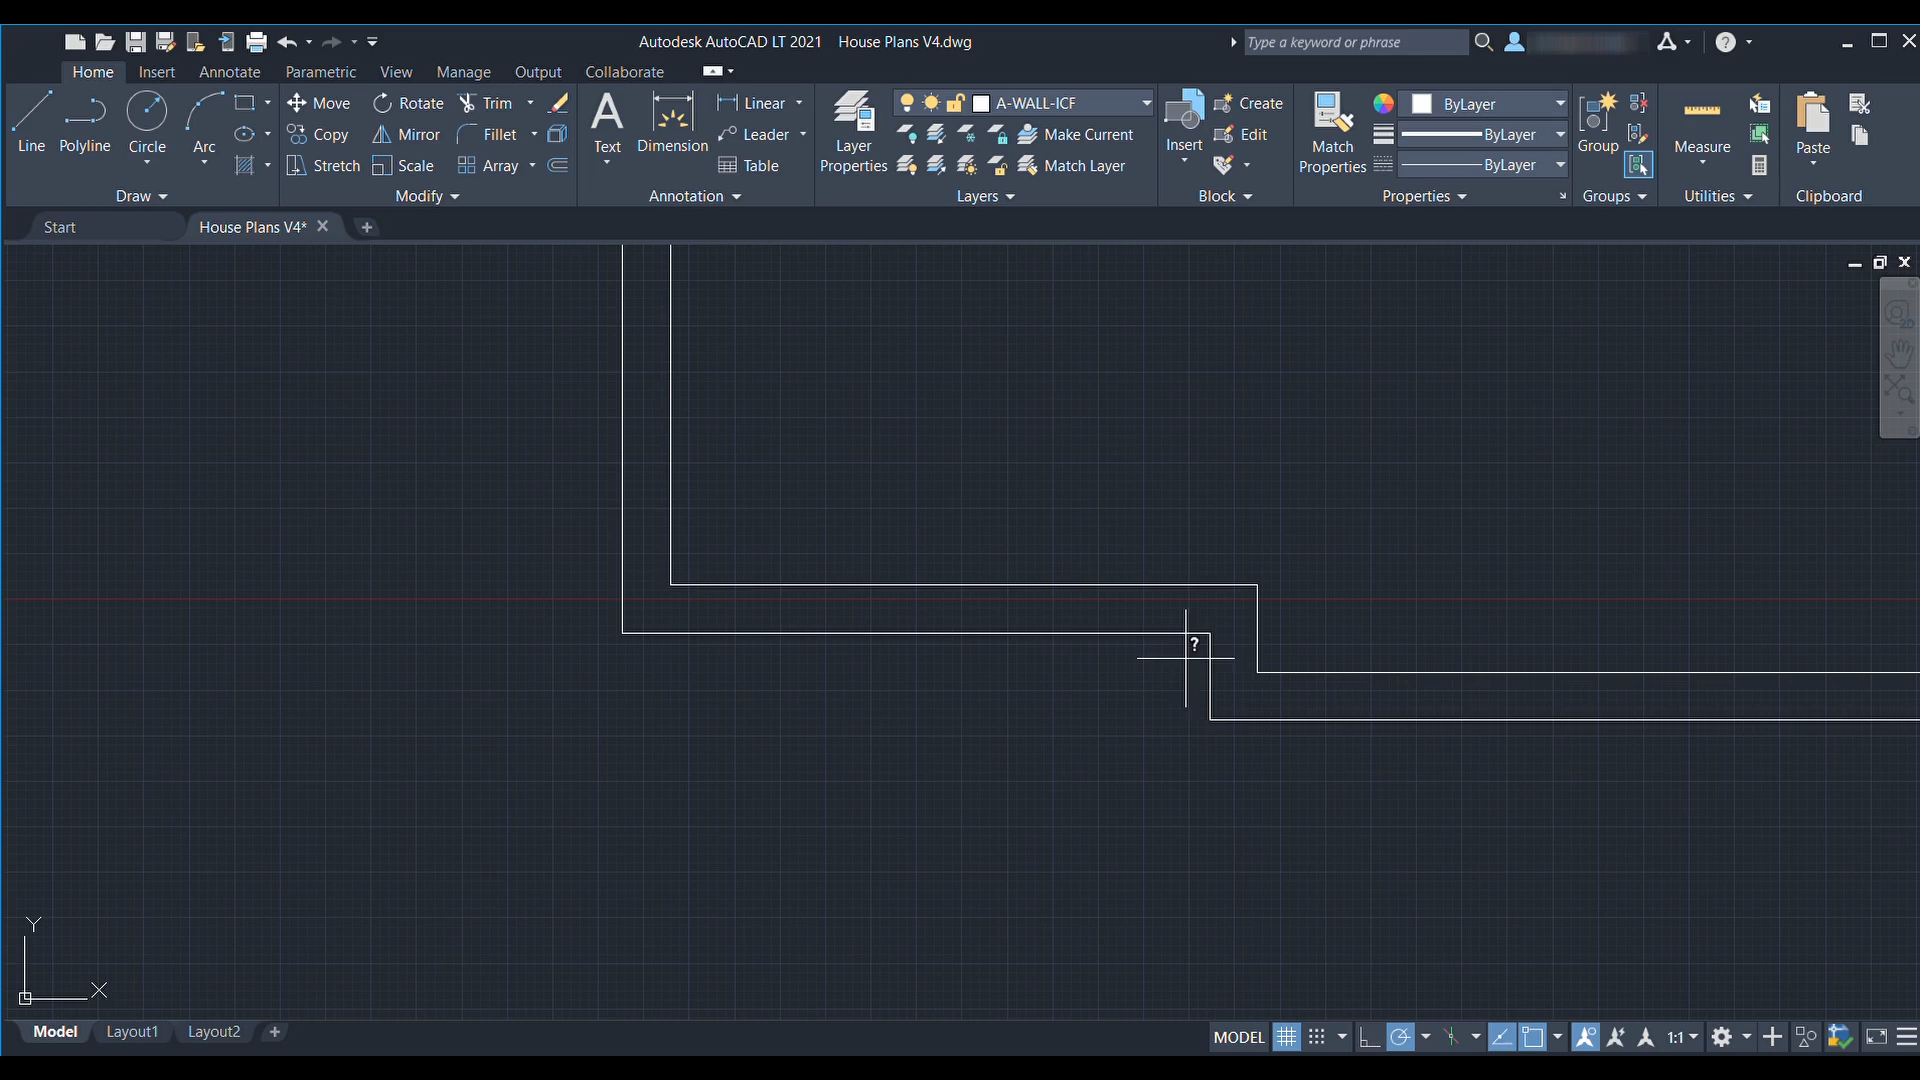 Autodesk AutoCAD LT 2021 House Plans V4.dwg Type a keyword or phrase
Home Insert Annotate Parametric View Manage Output Collaborate
Line Polyline Circle Arc
Move Rotate Trim
Copy Mirror Fillet
Stretch Scale Array
Text Dimension
Linear
Leader
Table
Layer
Properties
A-WALL-ICF
Make Current
Match Layer
Insert
Create
Edit
Match
Properties
ByLayer
ByLayer
ByLayer
Group
Measure
Paste
Draw Modify Annotation Layers Block Properties Groups Utilities Clipboard
Start House Plans V4*
2D
?
Y
X
Model Layout1 Layout2
MODEL 1:1